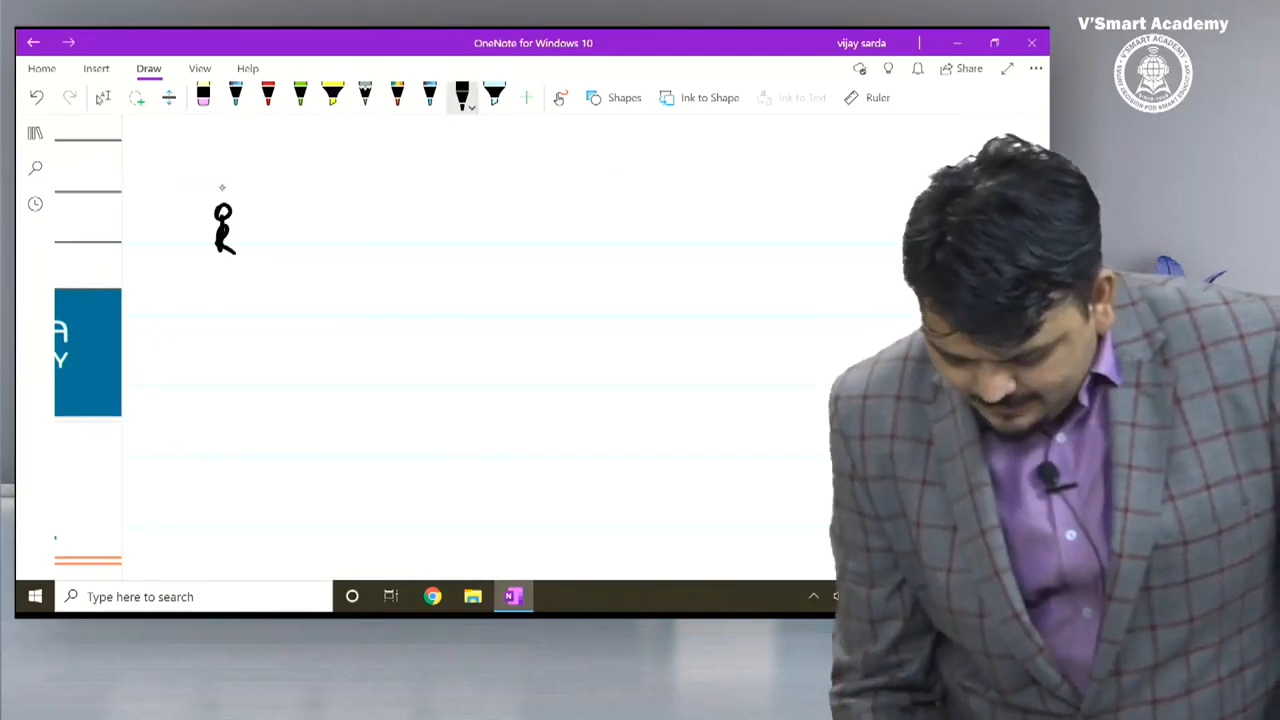 V'Smart Academy
OneNote for Windows 10
vijay sarda
Home Insert Draw View Help
Share
Shapes Ink to Shape Ink to Text Ruler
A
Y
Type here to search